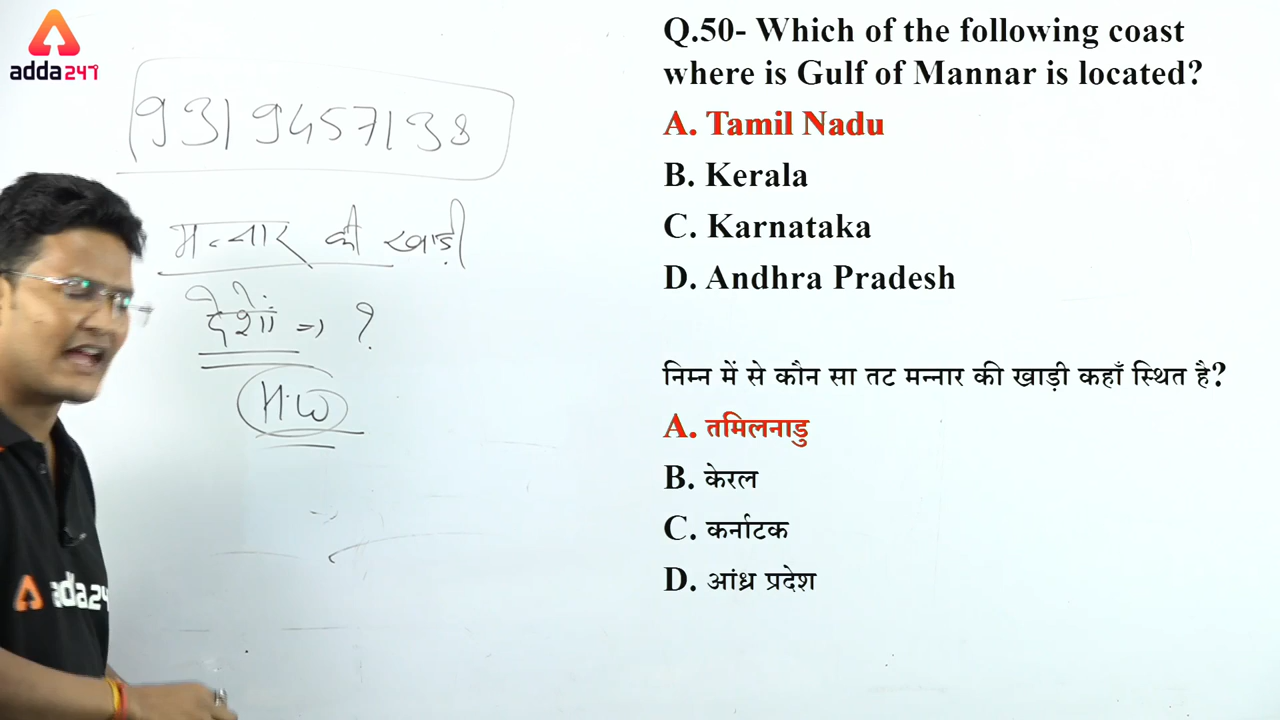 adda247
9319457138
मन्नार की खाड़ी
देशों => ?
H.W
adda24
Q.50- Which of the following coast
where is Gulf of Mannar is located?
A. Tamil Nadu
B. Kerala
C. Karnataka
D. Andhra Pradesh
निम्न में से कौन सा तट मन्नार की खाड़ी कहाँ स्थित है?
A. तमिलनाडु
B. केरल
C. कर्नाटक
D. आंध्र प्रदेश